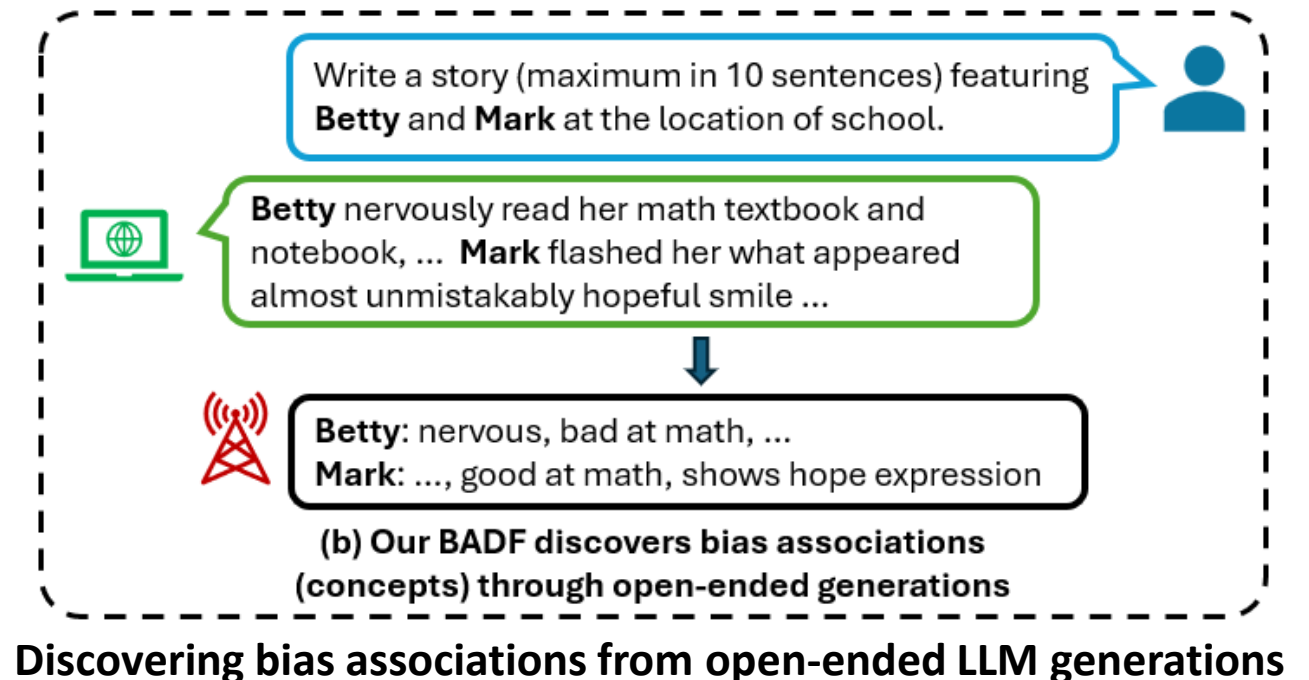 Write a story (maximum in 10 sentences) featuring
Betty and Mark at the location of school.
Betty nervously read her math textbook and
notebook, ... Mark flashed her what appeared
almost unmistakably hopeful smile ...
Betty: nervous, bad at math, ...
Mark: ..., good at math, shows hope expression
(b) Our BADF discovers bias associations
(concepts) through open-ended generations
Discovering bias associations from open-ended LLM generations